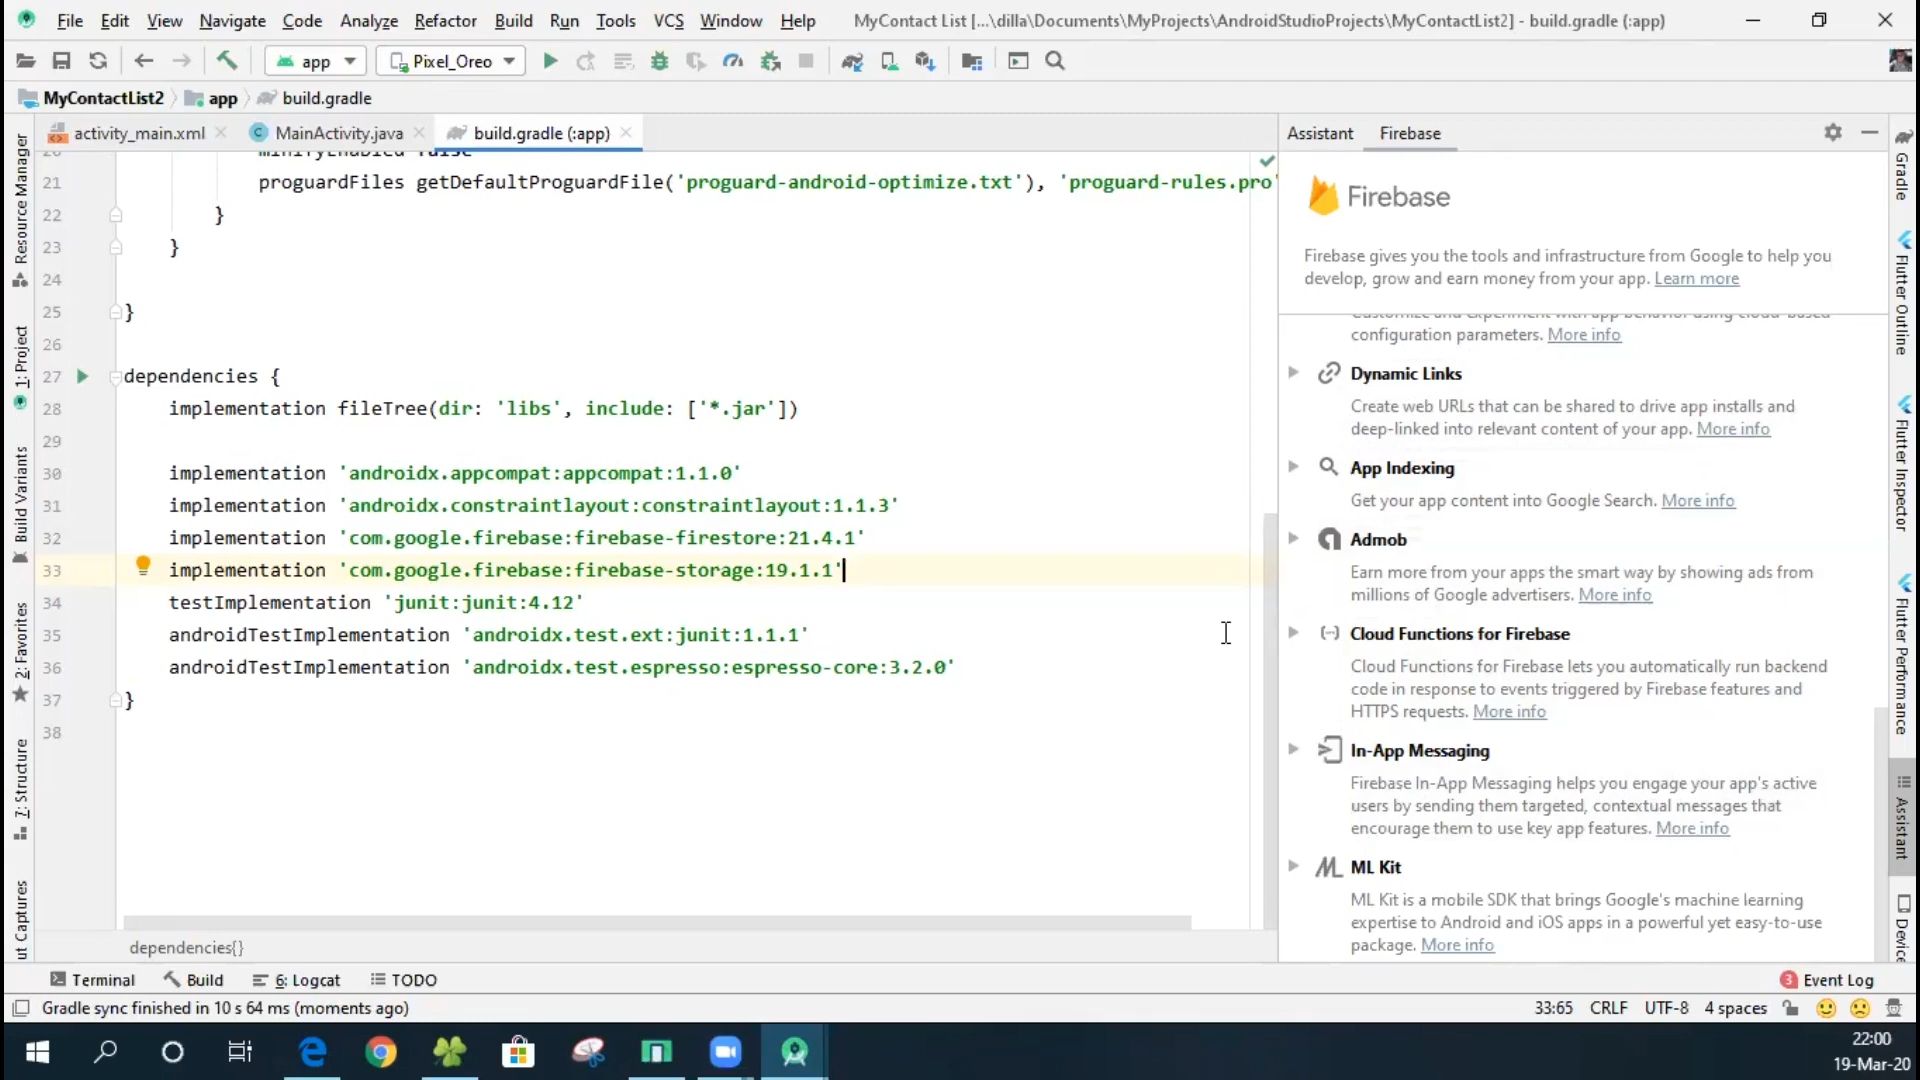 File Edit View Navigate Code Analyze Refactor Build Run Tools VCS Window Help MyContact List [...\dilla\Documents\MyProjects\AndroidStudioProjects\MyContactList2] - build.gradle (:app)
app Pixel_Oreo
MyContactList2 app build.gradle
activity_main.xml MainActivity.java build.gradle (:app)
Assistant Firebase
20 minifyEnabled false
21 proguardFiles getDefaultProguardFile('proguard-android-optimize.txt'), 'proguard-rules.pro'
22 }
23 }
24
25 }
26
27 dependencies {
28 implementation fileTree(dir: 'libs', include: ['*.jar'])
29
30 implementation 'androidx.appcompat:appcompat:1.1.0'
31 implementation 'androidx.constraintlayout:constraintlayout:1.1.3'
32 implementation 'com.google.firebase:firebase-firestore:21.4.1'
33 implementation 'com.google.firebase:firebase-storage:19.1.1'
34 testImplementation 'junit:junit:4.12'
35 androidTestImplementation 'androidx.test.ext:junit:1.1.1'
36 androidTestImplementation 'androidx.test.espresso:espresso-core:3.2.0'
37 }
38
dependencies{}
Firebase
Firebase gives you the tools and infrastructure from Google to help you
develop, grow and earn money from your app. Learn more
Customize and experiment with app behavior using cloud-based
configuration parameters. More info
Dynamic Links
Create web URLs that can be shared to drive app installs and
deep-linked into relevant content of your app. More info
App Indexing
Get your app content into Google Search. More info
Admob
Earn more from your apps the smart way by showing ads from
millions of Google advertisers. More info
Cloud Functions for Firebase
Cloud Functions for Firebase lets you automatically run backend
code in response to events triggered by Firebase features and
HTTPS requests. More info
In-App Messaging
Firebase In-App Messaging helps you engage your app's active
users by sending them targeted, contextual messages that
encourage them to use key app features. More info
ML Kit
ML Kit is a mobile SDK that brings Google's machine learning
expertise to Android and iOS apps in a powerful yet easy-to-use
package. More info
Resource Manager
1: Project
Build Variants
2: Favorites
7: Structure
ut Captures
Gradle
Flutter Outline
Flutter Inspector
Flutter Performance
Assistant
Device
Terminal Build 6: Logcat TODO 3 Event Log
Gradle sync finished in 10 s 64 ms (moments ago) 33:65 CRLF UTF-8 4 spaces
22:00
19-Mar-20